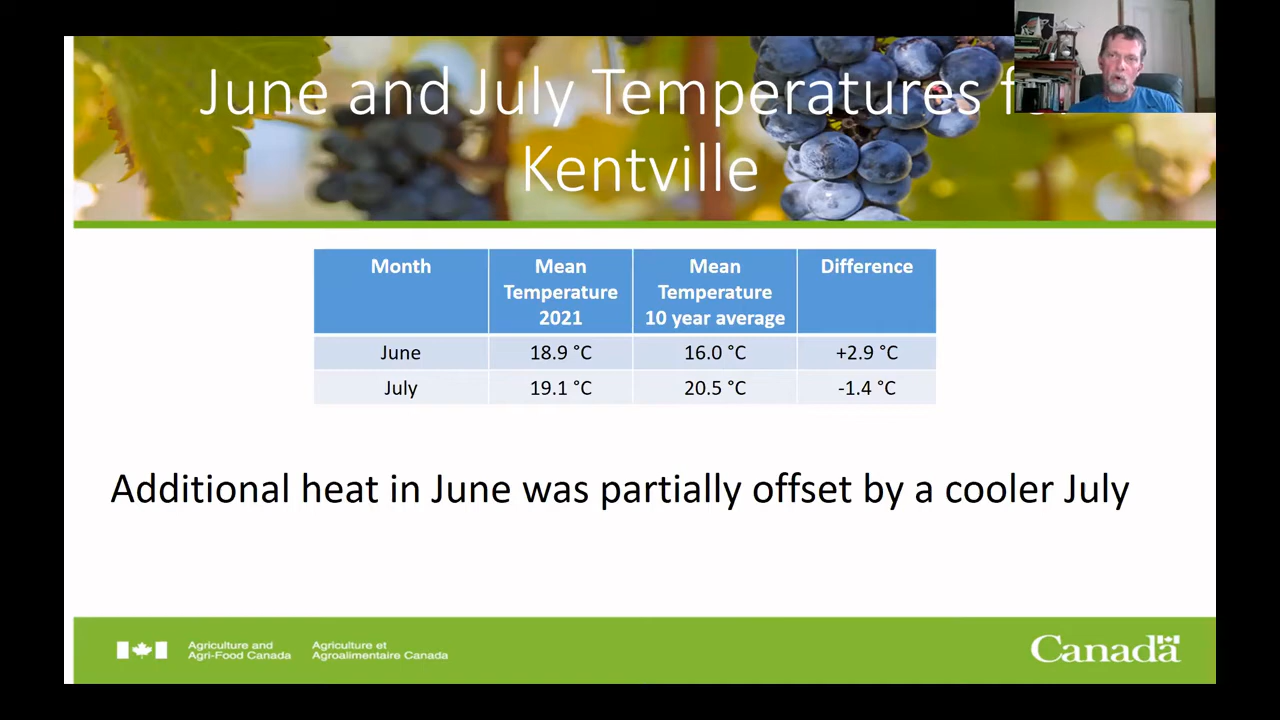 June and July Temperatures
Kentville
Month
Mean
Temperature
2021
Mean
Temperature
10 year average
Difference
June
18.9 °C
16.0 °C
+2.9 °C
July
19.1 °C
20.5 °C
-1.4 °C
Additional heat in June was partially offset by a cooler July
Agriculture and
Agri-Food Canada
Agriculture et
Agroalimentaire Canada
Canada